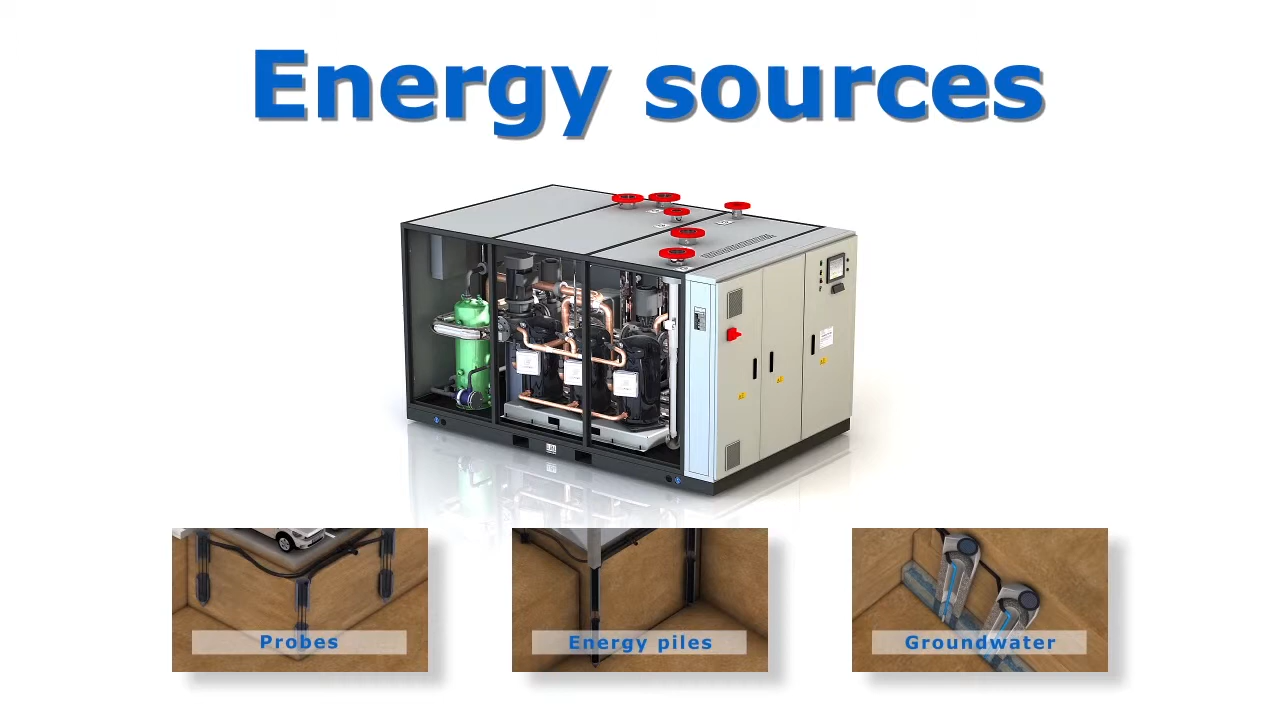 Energy sources
Probes
Energy piles
Groundwater